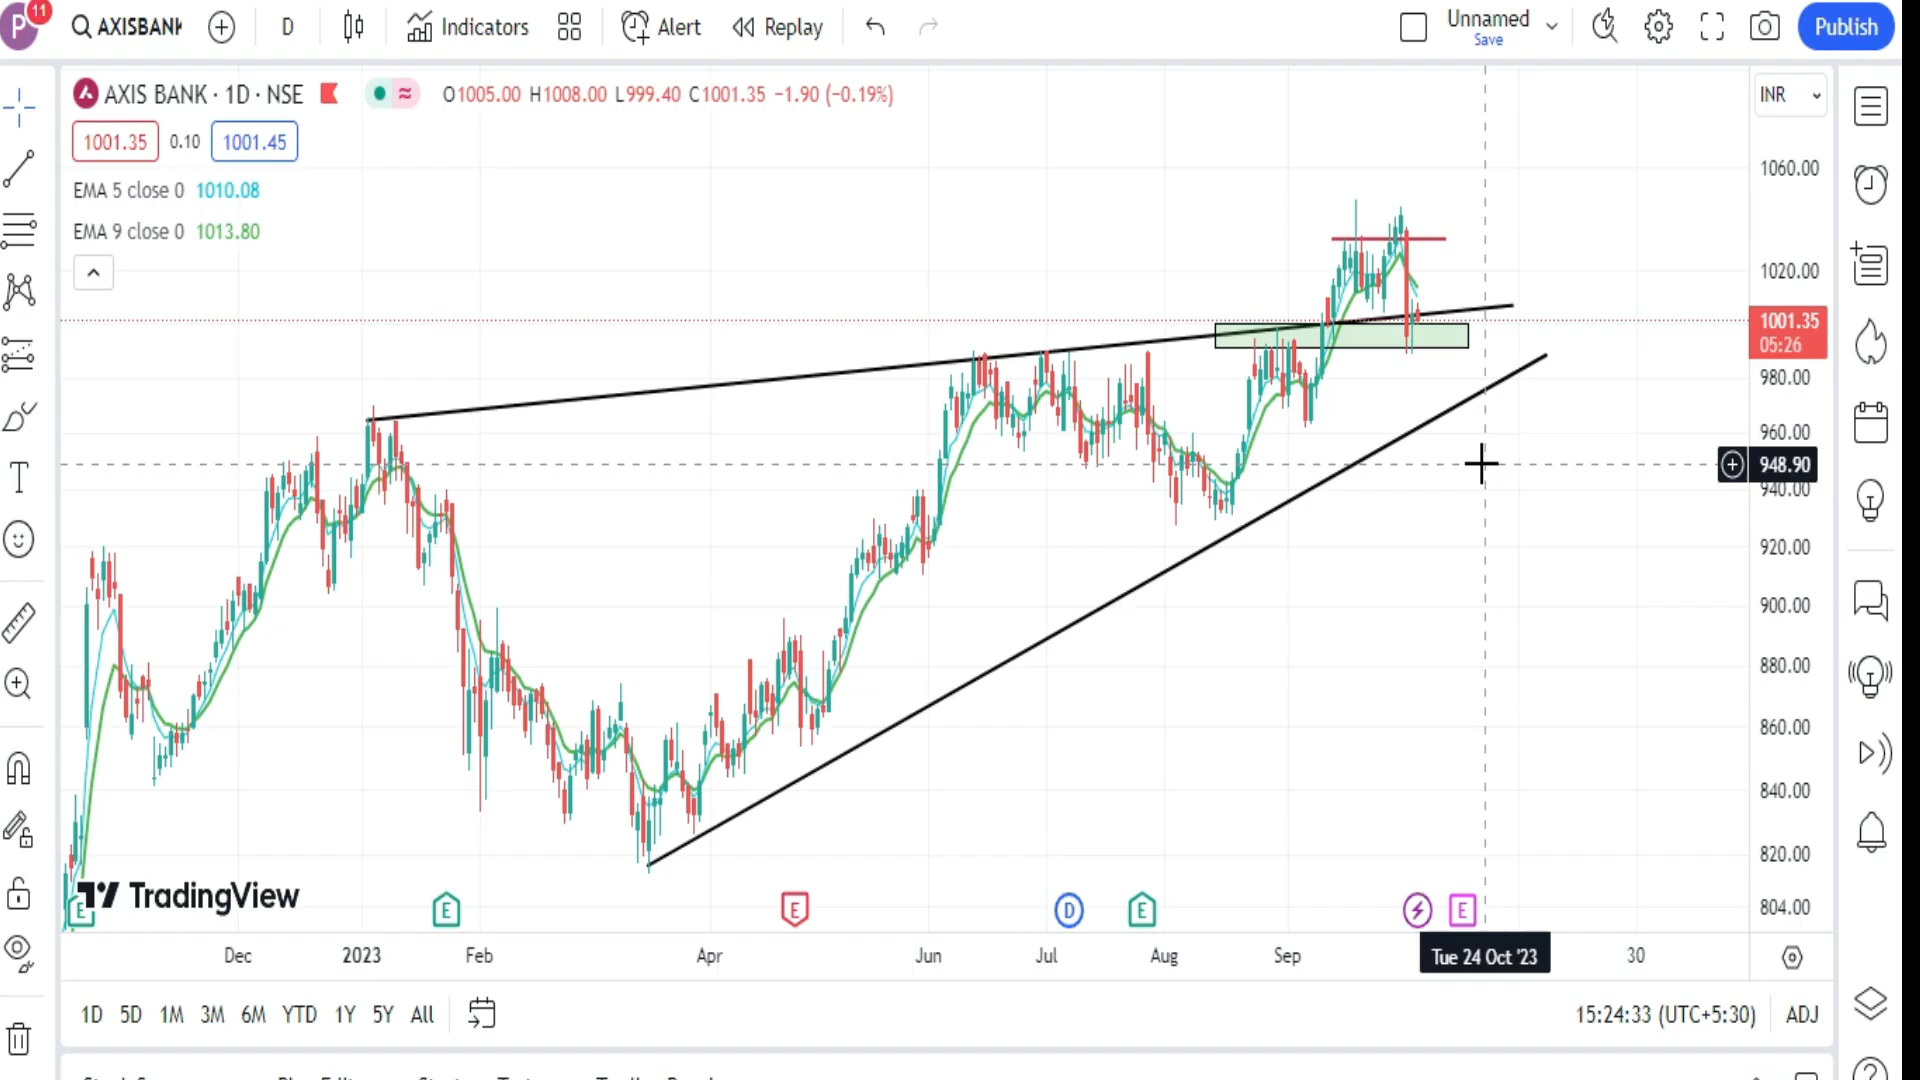 P 11 AXISBANK D Indicators Alert Replay Unnamed Save Publish
AXIS BANK · 1D · NSE O1005.00 H1008.00 L999.40 C1001.35 −1.90 (−0.19%) INR
1001.35 0.10 1001.45
EMA 5 close 0 1010.08
EMA 9 close 0 1013.80
1060.00
1020.00
1001.35
05:26
980.00
960.00
948.90
940.00
920.00
900.00
880.00
860.00
840.00
820.00
804.00
TradingView
E E E D E E
Dec 2023 Feb Apr Jun Jul Aug Sep Tue 24 Oct '23 30
1D 5D 1M 3M 6M YTD 1Y 5Y All 15:24:33 (UTC+5:30) ADJ